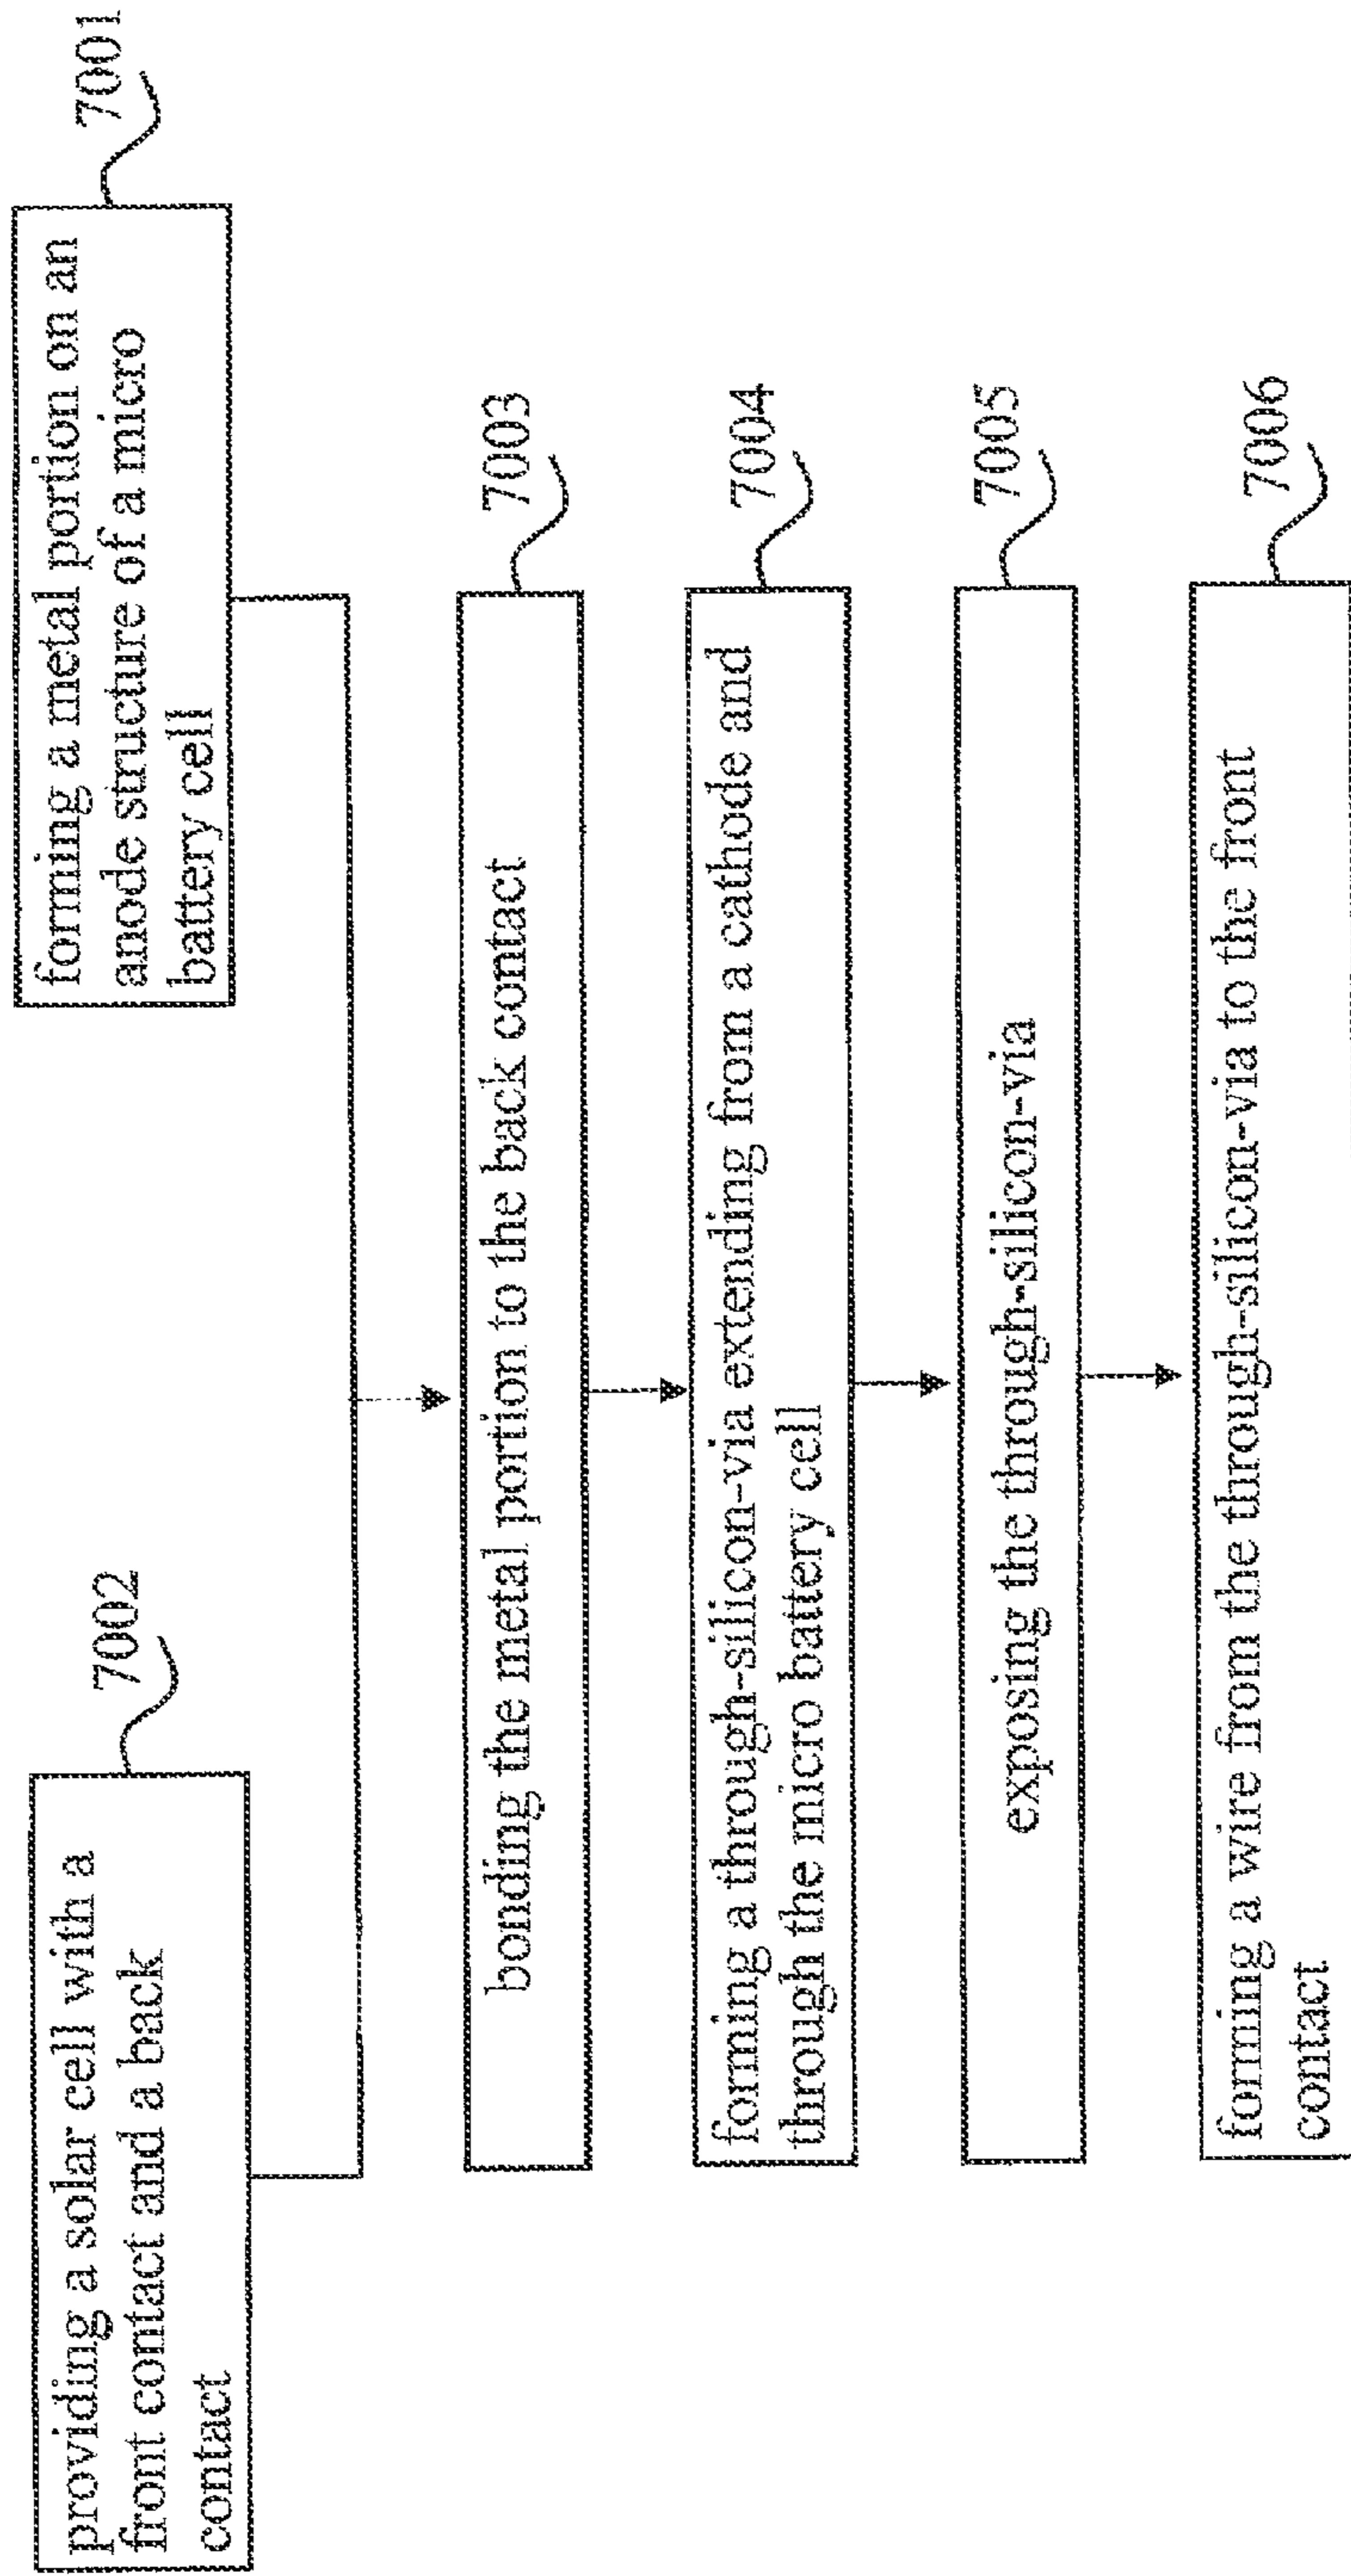 providing a solar cell with a
front contact and a back
contact
7002
forming a metal portion on an
anode structure of a micro
battery cell
7001
bonding the metal portion to the back contact
7003
forming a through-silicon-via extending from a cathode and
through the micro battery cell
7004
exposing the through-silicon-via
7005
forming a wire from the through-silicon-via to the front
contact
7006